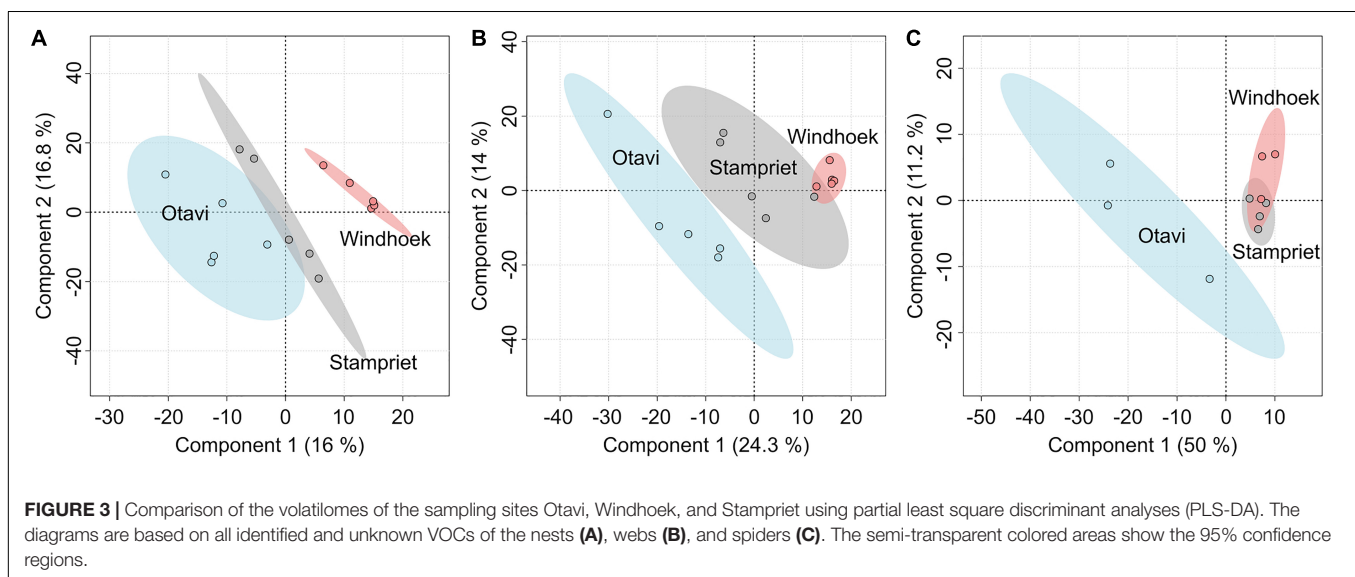 A
40
20
0
-20
-40
Component 2 (16.8 %)
Otavi
Windhoek
Stampriet
-30 -20 -10 0 10 20
Component 1 (16 %)
B
40
20
0
-20
-40
Component 2 (14 %)
Otavi
Stampriet
Windhoek
-40 -30 -20 -10 0 10 20
Component 1 (24.3 %)
C
20
10
0
-10
-20
Component 2 (11.2 %)
Windhoek
Otavi
Stampriet
-50 -40 -30 -20 -10 0 10
Component 1 (50 %)
FIGURE 3 | Comparison of the volatilomes of the sampling sites Otavi, Windhoek, and Stampriet using partial least square discriminant analyses (PLS-DA). The
diagrams are based on all identified and unknown VOCs of the nests (A), webs (B), and spiders (C). The semi-transparent colored areas show the 95% confidence
regions.